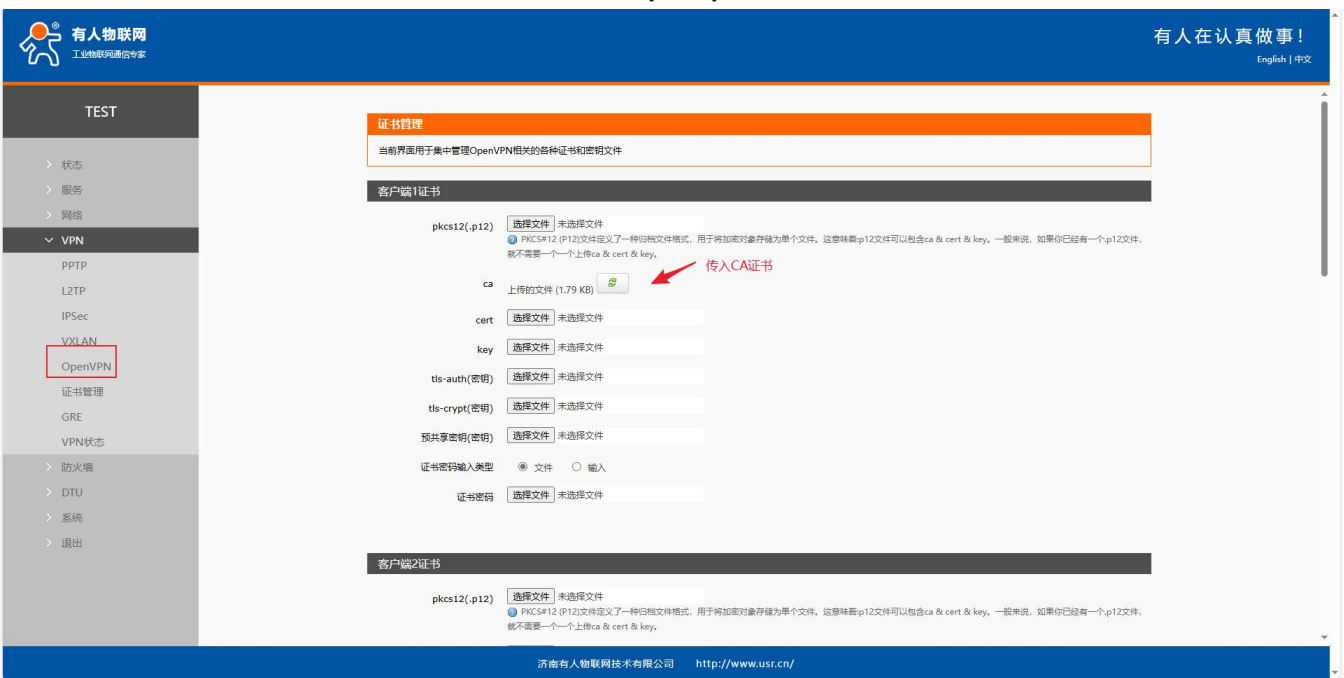 有人物联网
工业物联网通信专家
有人在认真做事！
English | 中文
TEST
状态
服务
网络
VPN
PPTP
L2TP
IPSec
VXLAN
OpenVPN
证书管理
GRE
VPN状态
防火墙
DTU
系统
退出
证书管理
当前界面用于集中管理OpenVPN相关的各种证书和密钥文件
客户端1证书
pkcs12(.p12) 选择文件 未选择文件
PKCS#12 (P12)文件定义了一种归档文件格式，用于将加密对象存储为单个文件。这意味着:p12文件可以包含ca & cert & key。一般来说，如果你已经有一个.p12文件，
就不需要一个一个上传ca & cert & key。
传入CA证书
ca 上传的文件 (1.79 KB)
cert 选择文件 未选择文件
key 选择文件 未选择文件
tls-auth(密钥) 选择文件 未选择文件
tls-crypt(密钥) 选择文件 未选择文件
预共享密钥(密钥) 选择文件 未选择文件
证书密码输入类型 文件 输入
证书密码 选择文件 未选择文件
客户端2证书
pkcs12(.p12) 选择文件 未选择文件
PKCS#12 (P12)文件定义了一种归档文件格式，用于将加密对象存储为单个文件。这意味着:p12文件可以包含ca & cert & key。一般来说，如果你已经有一个.p12文件，
就不需要一个一个上传ca & cert & key。
济南有人物联网技术有限公司 http://www.usr.cn/